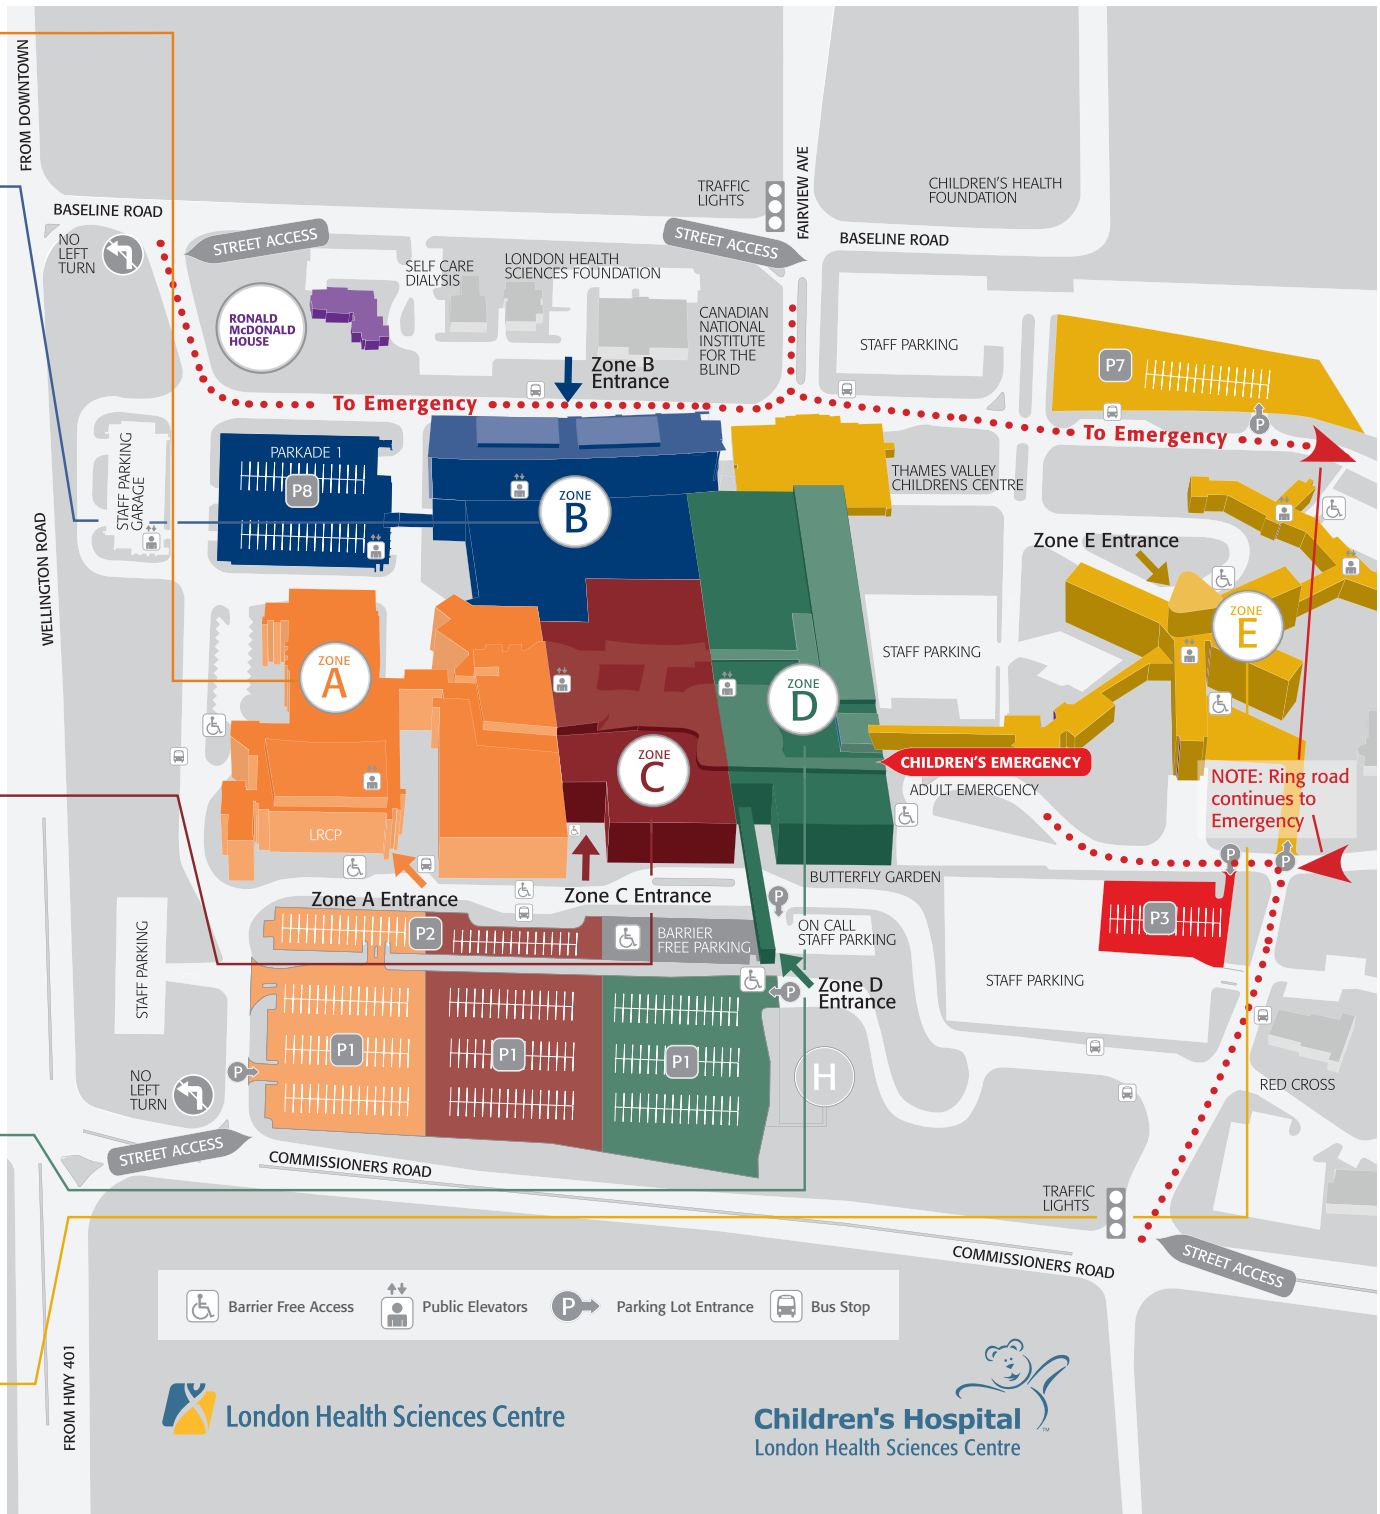 FROM DOWNTOWN
BASELINE ROAD
NO
LEFT
TURN
STREET ACCESS
TRAFFIC
LIGHTS
FAIRVIEW AVE
STREET ACCESS
CHILDREN'S HEALTH
FOUNDATION
BASELINE ROAD
SELF CARE
DIALYSIS
LONDON HEALTH
SCIENCES FOUNDATION
RONALD
McDONALD
HOUSE
CANADIAN
NATIONAL
INSTITUTE
FOR THE
BLIND
STAFF PARKING
P7
Zone B
Entrance
To Emergency
To Emergency
P
STAFF PARKING
GARAGE
PARKADE 1
P8
ZONE
B
THAMES VALLEY
CHILDRENS CENTRE
WELLINGTON ROAD
Zone E Entrance
ZONE
E
ZONE
A
STAFF PARKING
ZONE
D
ZONE
C
CHILDREN'S EMERGENCY
ADULT EMERGENCY
NOTE: Ring road
continues to
Emergency
LRCP
P
P
BUTTERFLY GARDEN
Zone A Entrance
Zone C Entrance
P
P3
P2
BARRIER
FREE PARKING
ON CALL
STAFF PARKING
STAFF PARKING
STAFF PARKING
P
Zone D
Entrance
P1
P1
P1
P
H
NO
LEFT
TURN
RED CROSS
STREET ACCESS
COMMISSIONERS ROAD
TRAFFIC
LIGHTS
COMMISSIONERS ROAD
STREET ACCESS
Barrier Free Access
Public Elevators
P
Parking Lot Entrance
Bus Stop
FROM HWY 401
London Health Sciences Centre
Children's Hospital
TM
London Health Sciences Centre